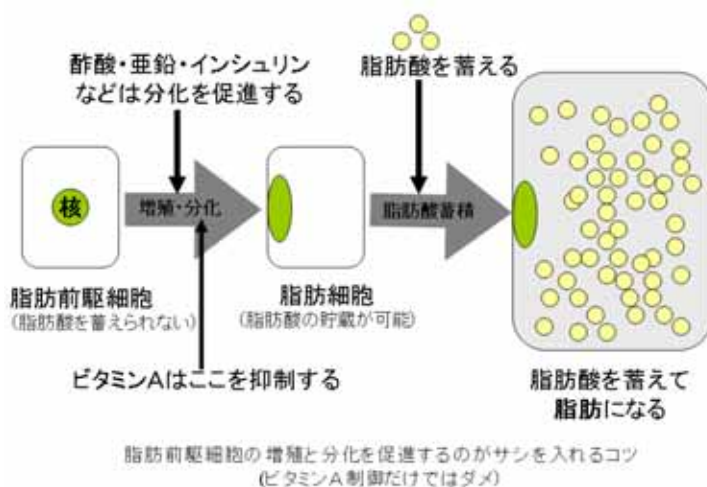 酢酸・亜鉛・インシュリン
などは分化を促進する
脂肪酸を蓄える
核
増殖・分化
脂肪酸蓄積
脂肪前駆細胞
(脂肪酸を蓄えられない)
脂肪細胞
(脂肪酸の貯蔵が可能)
ビタミンAはここを抑制する
脂肪酸を蓄えて
脂肪になる
脂肪前駆細胞の増殖と分化を促進するのがサシを入れるコツ
(ビタミンA制御だけではダメ)